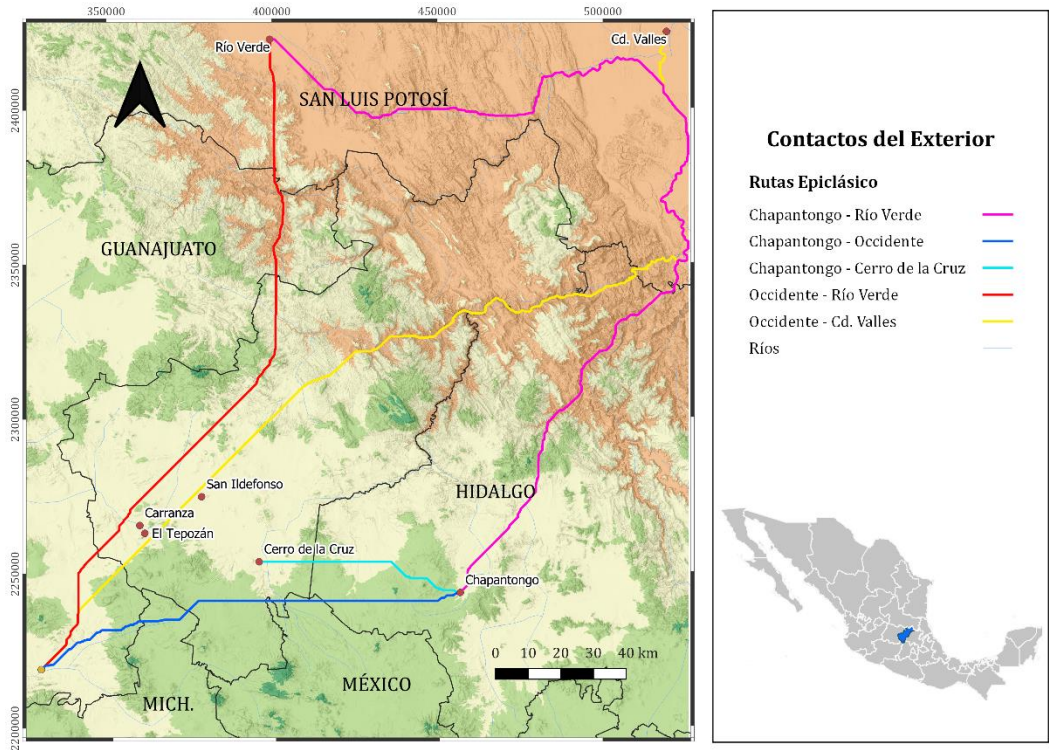 350000
400000
450000
500000
Río Verde
Cd. Valles
SAN LUIS POTOSÍ
2400000
GUANAJUATO
2350000
2300000
San Ildefonso
HIDALGO
Carranza
El Tepozán
Cerro de la Cruz
Chapantongo
2250000
0 10 20 30 40 km
MÉXICO
MICH.
2200000
Contactos del Exterior
Rutas Epiclásico
Chapantongo - Río Verde
Chapantongo - Occidente
Chapantongo - Cerro de la Cruz
Occidente - Río Verde
Occidente - Cd. Valles
Ríos